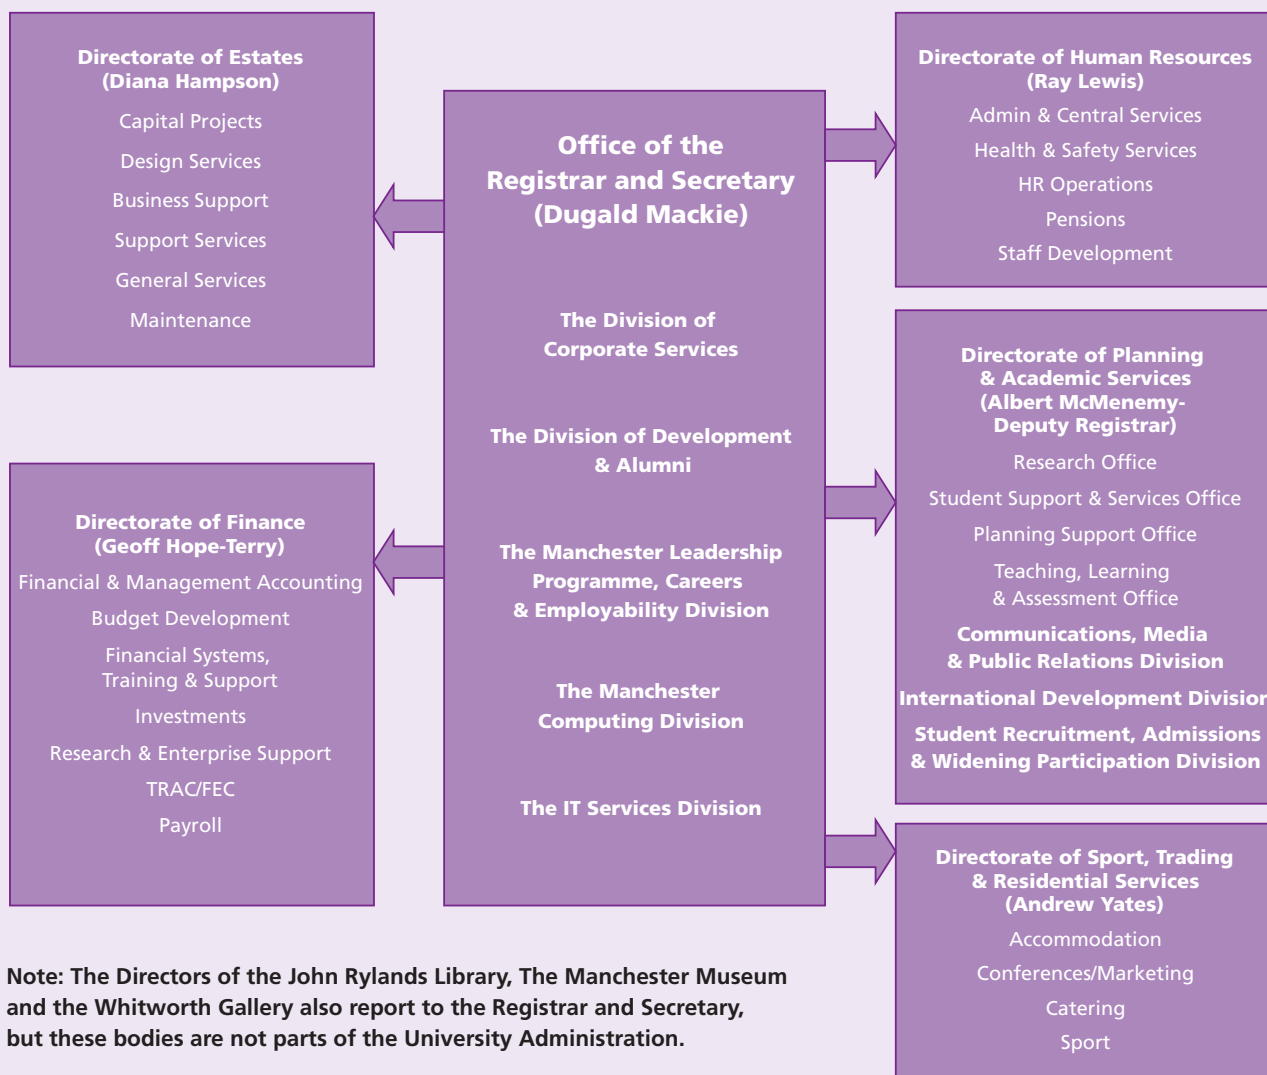 Directorate of Estates
(Diana Hampson)
Capital Projects
Design Services
Business Support
Support Services
General Services
Maintenance
Directorate of Finance
(Geoff Hope-Terry)
Financial & Management Accounting
Budget Development
Financial Systems,
Training & Support
Investments
Research & Enterprise Support
TRAC/FEC
Payroll
Office of the
Registrar and Secretary
(Dugald Mackie)
The Division of
Corporate Services
The Division of Development
& Alumni
The Manchester Leadership
Programme, Careers
& Employability Division
The Manchester
Computing Division
The IT Services Division
Directorate of Human Resources
(Ray Lewis)
Admin & Central Services
Health & Safety Services
HR Operations
Pensions
Staff Development
Directorate of Planning
& Academic Services
(Albert McMenemy-
Deputy Registrar)
Research Office
Student Support & Services Office
Planning Support Office
Teaching, Learning
& Assessment Office
Communications, Media
& Public Relations Division
International Development Division
Student Recruitment, Admissions
& Widening Participation Division
Directorate of Sport, Trading
& Residential Services
(Andrew Yates)
Accommodation
Conferences/Marketing
Catering
Sport
Note: The Directors of the John Rylands Library, The Manchester Museum
and the Whitworth Gallery also report to the Registrar and Secretary,
but these bodies are not parts of the University Administration.